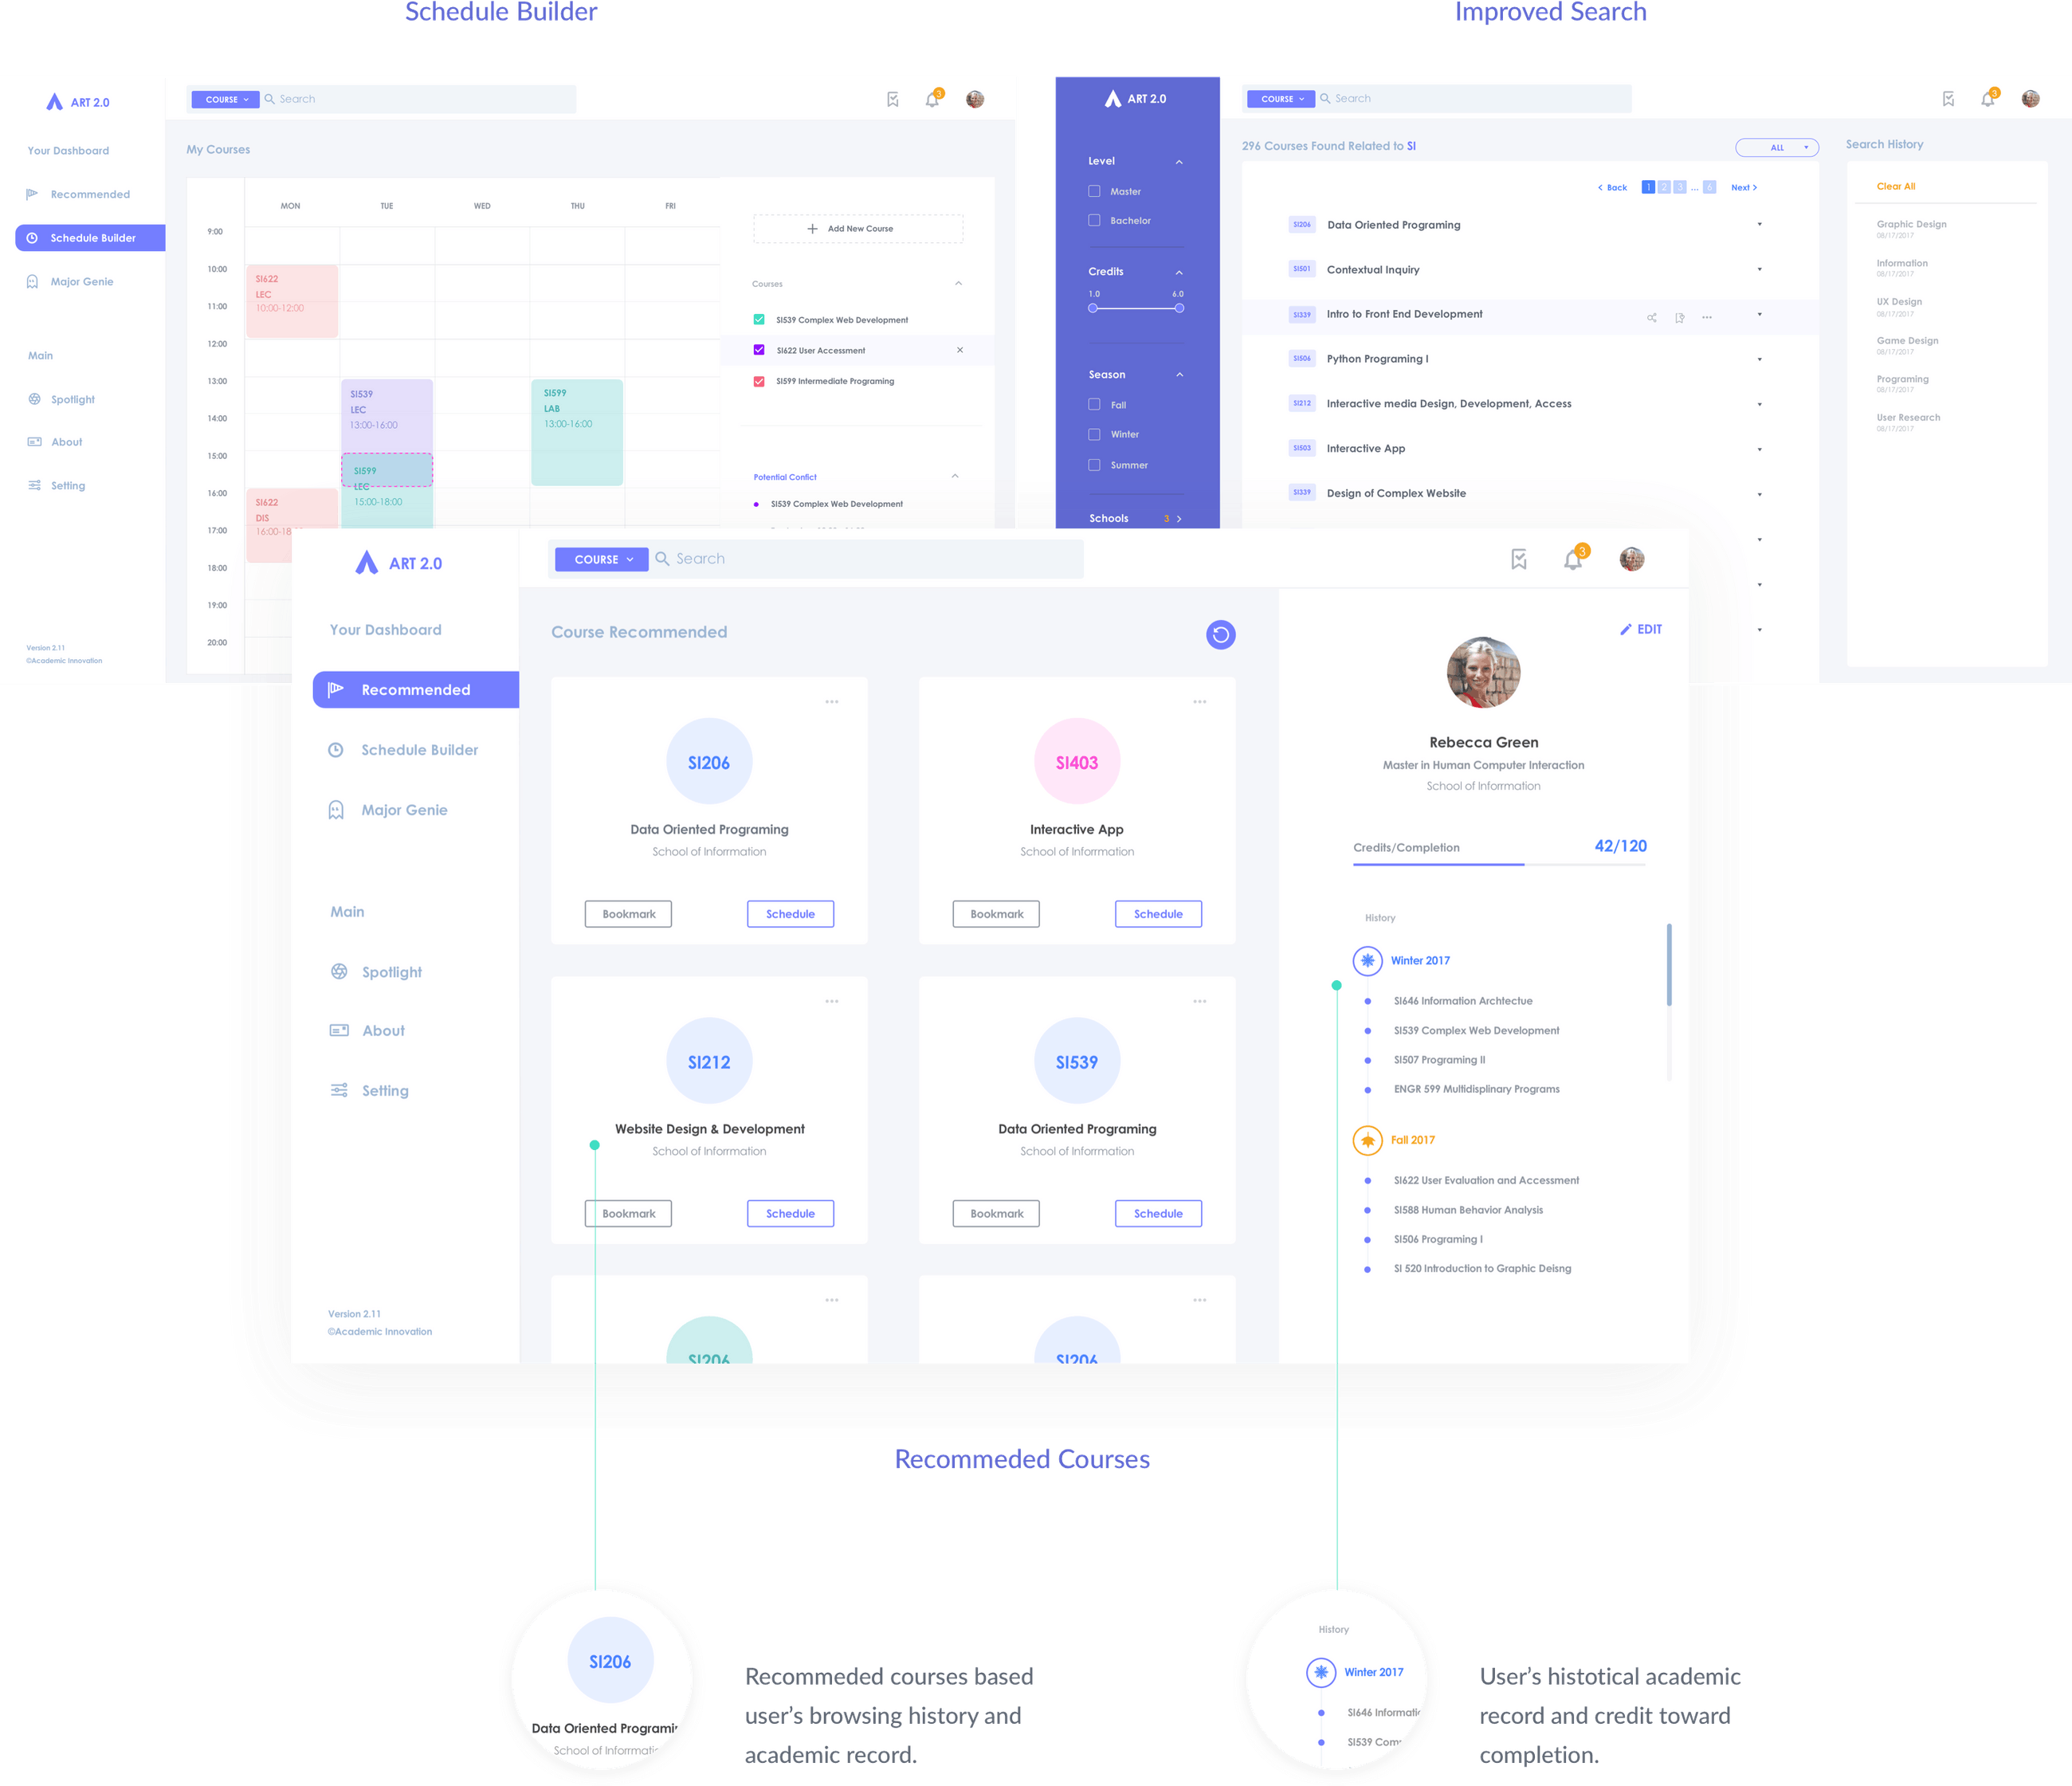 Schedule Builder
Improved Search
ART 2.0
COURSE
Search
3
Your Dashboard
Recommended
Schedule Builder
Major Genie
Main
Spotlight
About
Setting
Version 2.11
©Academic Innovation
My Courses
MON TUE WED THU FRI
9:00
10:00
11:00
12:00
13:00
14:00
15:00
16:00
17:00
18:00
19:00
20:00
SI622
LEC
10:00-12:00
SI539
LEC
13:00-16:00
SI599
LEC
15:00-18:00
SI599
LAB
13:00-16:00
SI622
DIS
16:00-18
Add New Course
Courses
SI539 Complex Web Development
SI622 User Accessment
SI599 Intermediate Programing
Potential Confict
SI539 Complex Web Development
ART 2.0
Level
Master
Bachelor
Credits
1.0 6.0
Season
Fall
Winter
Summer
Schools 3
COURSE
Search
3
296 Courses Found Related to SI
ALL
Back 1 2 3 ... 6 Next
SI206 Data Oriented Programing
SI501 Contextual Inquiry
SI339 Intro to Front End Development
SI506 Python Programing I
SI212 Interactive media Design, Development, Access
SI503 Interactive App
SI339 Design of Complex Website
Search History
Clear All
Graphic Design
08/17/2017
Information
08/17/2017
UX Design
08/17/2017
Game Design
08/17/2017
Programing
08/17/2017
User Research
08/17/2017
ART 2.0
COURSE
Search
3
Your Dashboard
Recommended
Schedule Builder
Major Genie
Main
Spotlight
About
Setting
Version 2.11
©Academic Innovation
Course Recommended
SI206
Data Oriented Programing
School of Inforrmation
Bookmark Schedule
SI403
Interactive App
School of Inforrmation
Bookmark Schedule
SI212
Website Design & Development
School of Inforrmation
Bookmark Schedule
SI539
Data Oriented Programing
School of Inforrmation
Bookmark Schedule
SI206
SI206
EDIT
Rebecca Green
Master in Human Computer Interaction
School of Inforrmation
Credits/Completion 42/120
History
Winter 2017
SI646 Information Archtectue
SI539 Complex Web Development
SI507 Programing II
ENGR 599 Multidisplinary Programs
Fall 2017
SI622 User Evaluation and Accessment
SI588 Human Behavior Analysis
SI506 Programing I
SI 520 Introduction to Graphic Deisng
Recommeded Courses
SI206
Data Oriented Programi
School of Inforrmatio
Recommeded courses based
user's browsing history and
academic record.
History
Winter 2017
SI646 Informati
SI539 Com
User's histotical academic
record and credit toward
completion.